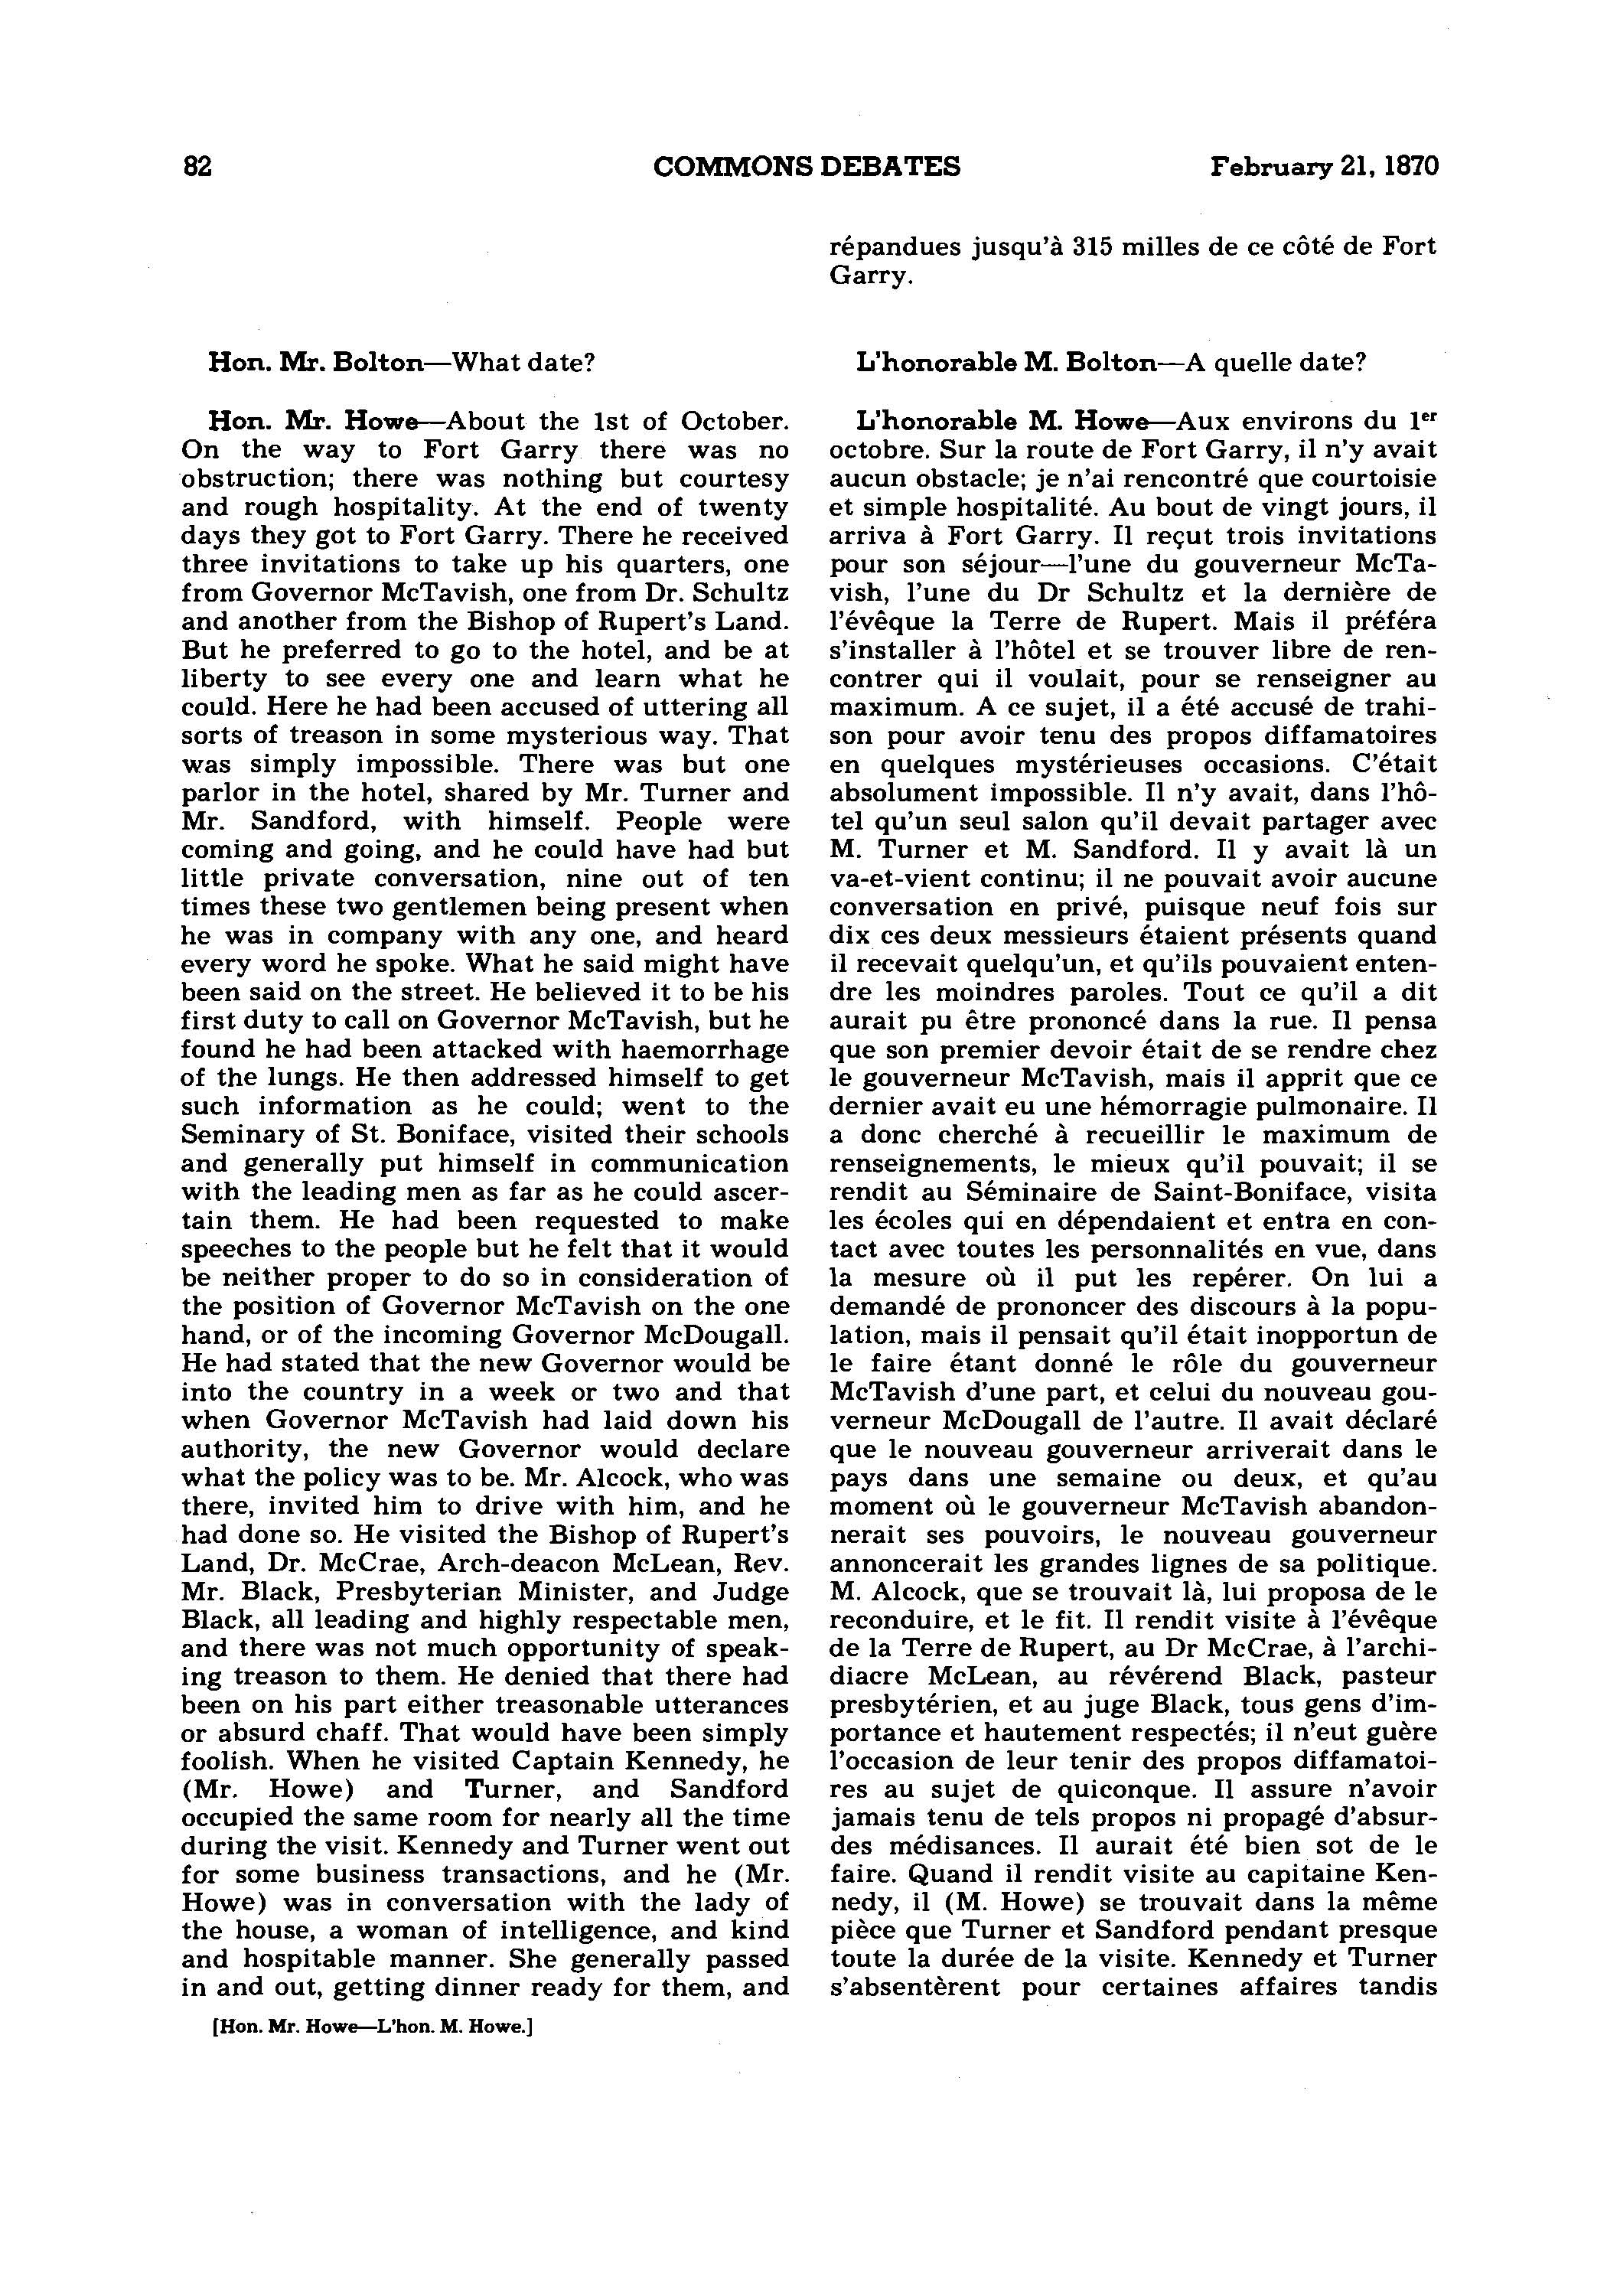 82 COMMONS DEBATES February 21, 1870
Hon. Mr. Bolton—What date?
Hon. Mr. Howe—About the 1st of October.
On the way to Fort Garry there was no
obstruction; there was nothing but courtesy
and rough hospitality. At the end of twenty
days they got to Fort Garry. There he received
three invitations to take up his quarters, one
from Governor McTavish, one from Dr. Schultz
and another from the Bishop of Rupert's Land.
But he preferred to go to the hotel, and be at
liberty to see every one and learn what he
could. Here he had been accused of uttering all
sorts of treason in some mysterious way. That
was simply impossible. There was but one
parlor in the hotel, shared by Mr. Turner and
Mr. Sandford, with himself. People were
coming and going, and he could have had but
little private conversation, nine out of ten
times these two gentlemen being present when
he was in company with any one, and heard
every word he spoke. What he said might have
been said on the street. He believed it to be his
first duty to call on Governor McTavish, but he
found he had been attacked with haemorrhage
of the lungs. He then addressed himself to get
such information as he could; went to the
Seminary of St. Boniface, visited their schools
and generally put himself in communication
with the leading men as far as he could ascer-
tain them. He had been requested to make
speeches to the people but he felt that it would
be neither proper to do so in consideration of
the position of Governor McTavish on the one
hand, or of the incoming Governor McDougall.
He had stated that the new Governor would be
into the country in a week or two and that
when Governor McTavish had laid down his
authority, the new Governor would declare
what the policy was to be. Mr. Alcock, who was
there, invited him to drive with him, and he
had done so. He visited the Bishop of Rupert's
Land, Dr. McCrae, Arch-deacon McLean, Rev.
Mr. Black, Presbyterian Minister, and Judge
Black, all leading and highly respectable men,
and there was not much opportunity of speak-
ing treason to them. He denied that there had
been on his part either treasonable utterances
or absurd chaff. That would have been simply
foolish. When he visited Captain Kennedy, he
(Mr. Howe) and Turner, and Sandford
occupied the same room for nearly all the time
during the visit. Kennedy and Turner went out
for some business transactions, and he (Mr.
Howe) was in conversation with the lady of
the house, a woman of intelligence, and kind
and hospitable manner. She generally passed
in and out, getting dinner ready for them, and
répandues jusqu'à 315 milles de ce côté de Fort
Garry.
L'honorable M. Bolton—A quelle date?
L'honorable M. Howe—Aux environs du 1er
octobre. Sur la route de Fort Garry, il n'y avait
aucun obstacle; je n'ai rencontré que courtoisie
et simple hospitalité. Au bout de vingt jours, il
arriva à Fort Garry. Il reçut trois invitations
pour son séjour—l'une du gouverneur McTa-
vish, l'une du Dr Schultz et la dernière de
l'évêque la Terre de Rupert. Mais il préféra
s'installer à l'hôtel et se trouver libre de ren-
contrer qui il voulait, pour se renseigner au
maximum. A ce sujet, il a été accusé de trahi-
son pour avoir tenu des propos diffamatoires
en quelques mystérieuses occasions. C'était
absolument impossible. Il n'y avait, dans l'hô-
tel qu'un seul salon qu'il devait partager avec
M. Turner et M. Sandford. Il y avait là un
va-et-vient continu; il ne pouvait avoir aucune
conversation en privé, puisque neuf fois sur
dix ces deux messieurs étaient présents quand
il recevait quelqu'un, et qu'ils pouvaient enten-
dre les moindres paroles. Tout ce qu'il a dit
aurait pu être prononcé dans la rue. Il pensa
que son premier devoir était de se rendre chez
le gouverneur McTavish, mais il apprit que ce
dernier avait eu une hémorragie pulmonaire. Il
a donc cherché à recueillir le maximum de
renseignements, le mieux qu'il pouvait; il se
rendit au Séminaire de Saint-Boniface, visita
les écoles qui en dépendaient et entra en con-
tact avec toutes les personnalités en vue, dans
la mesure où il put les repérer. On lui a
demandé de prononcer des discours à la popu-
lation, mais il pensait qu'il était inopportun de
le faire étant donné le rôle du gouverneur
McTavish d'une part, et celui du nouveau gou-
verneur McDougall de l'autre. Il avait déclaré
que le nouveau gouverneur arriverait dans le
pays dans une semaine ou deux, et qu'au
moment où le gouverneur McTavish abandon-
nerait ses pouvoirs, le nouveau gouverneur
annoncerait les grandes lignes de sa politique.
M. Alcock, que se trouvait là, lui proposa de le
reconduire, et le fit. Il rendit visite à l'évêque
de la Terre de Rupert, au Dr McCrae, à l'archi-
diacre McLean, au révérend Black, pasteur
presbytérien, et au juge Black, tous gens d'im-
portance et hautement respectés; il n'eut guère
l'occasion de leur tenir des propos diffamatoi-
res au sujet de quiconque. Il assure n'avoir
jamais tenu de tels propos ni propagé d'absur-
des médisances. Il aurait été bien sot de le
faire. Quand il rendit visite au capitaine Ken-
nedy, il (M. Howe) se trouvait dans la même
pièce que Turner et Sandford pendant presque
toute la durée de la visite. Kennedy et Turner
s'absentèrent pour certaines affaires tandis
[Hon. Mr. Howe—L'hon. M. Howe.]